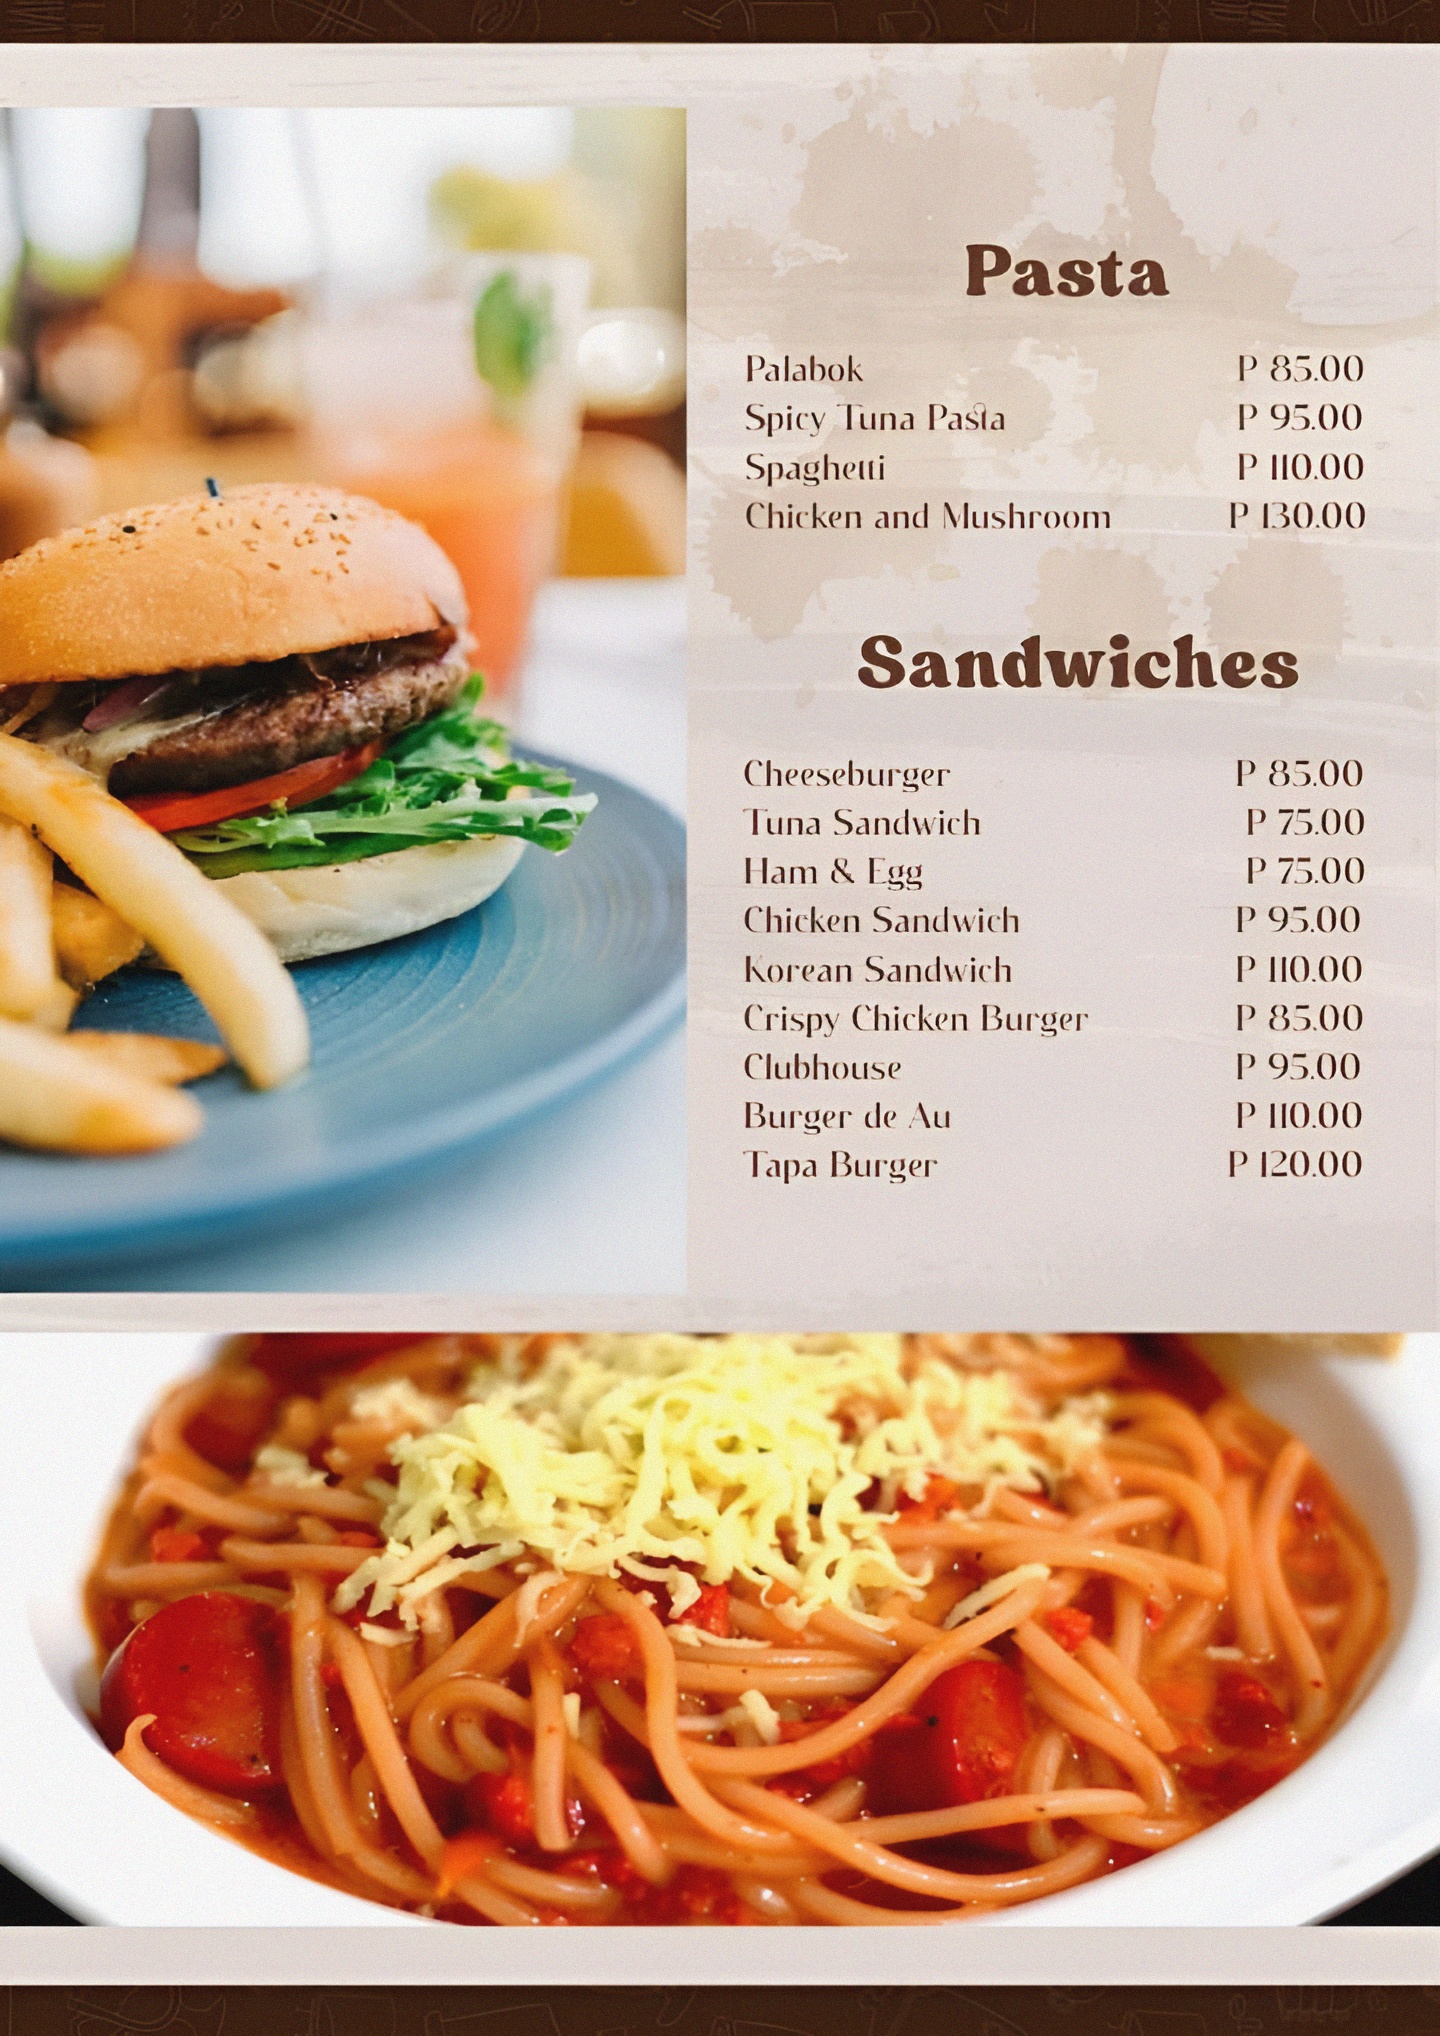 Pasta
Palabok P 85.00
Spicy Tuna Pasta P 95.00
Spaghetti P 110.00
Chicken and Mushroom P 130.00
Sandwiches
Cheeseburger P 85.00
Tuna Sandwich P 75.00
Ham & Egg P 75.00
Chicken Sandwich P 95.00
Korean Sandwich P 110.00
Crispy Chicken Burger P 85.00
Clubhouse P 95.00
Burger de Au P 110.00
Tapa Burger P 120.00